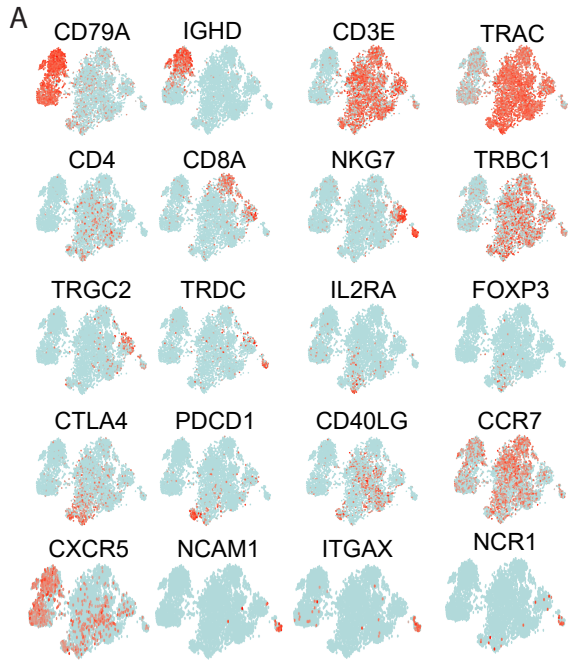 A
CD79A IGHD CD3E TRAC
CD4 CD8A NKG7 TRBC1
TRGC2 TRDC IL2RA FOXP3
CTLA4 PDCD1 CD40LG CCR7
CXCR5 NCAM1 ITGAX NCR1